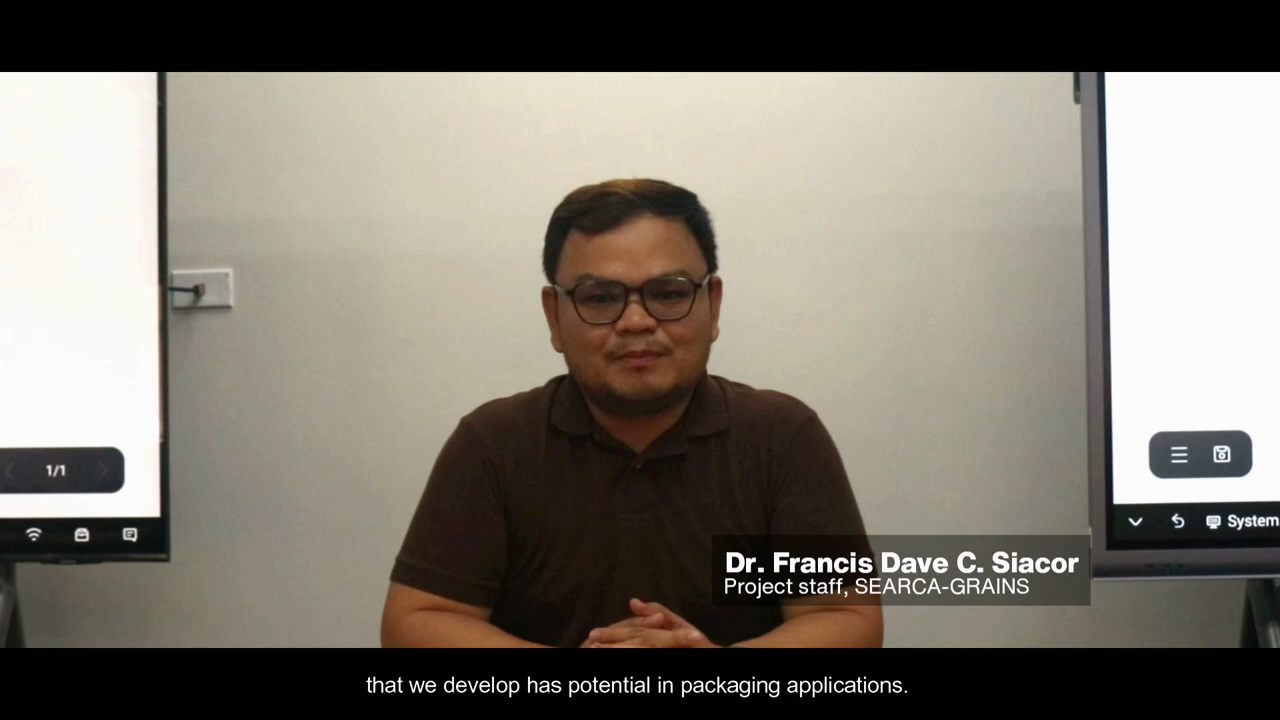 1/1
System
Dr. Francis Dave C. Siacor
Project staff, SEARCA-GRAINS
that we develop has potential in packaging applications.